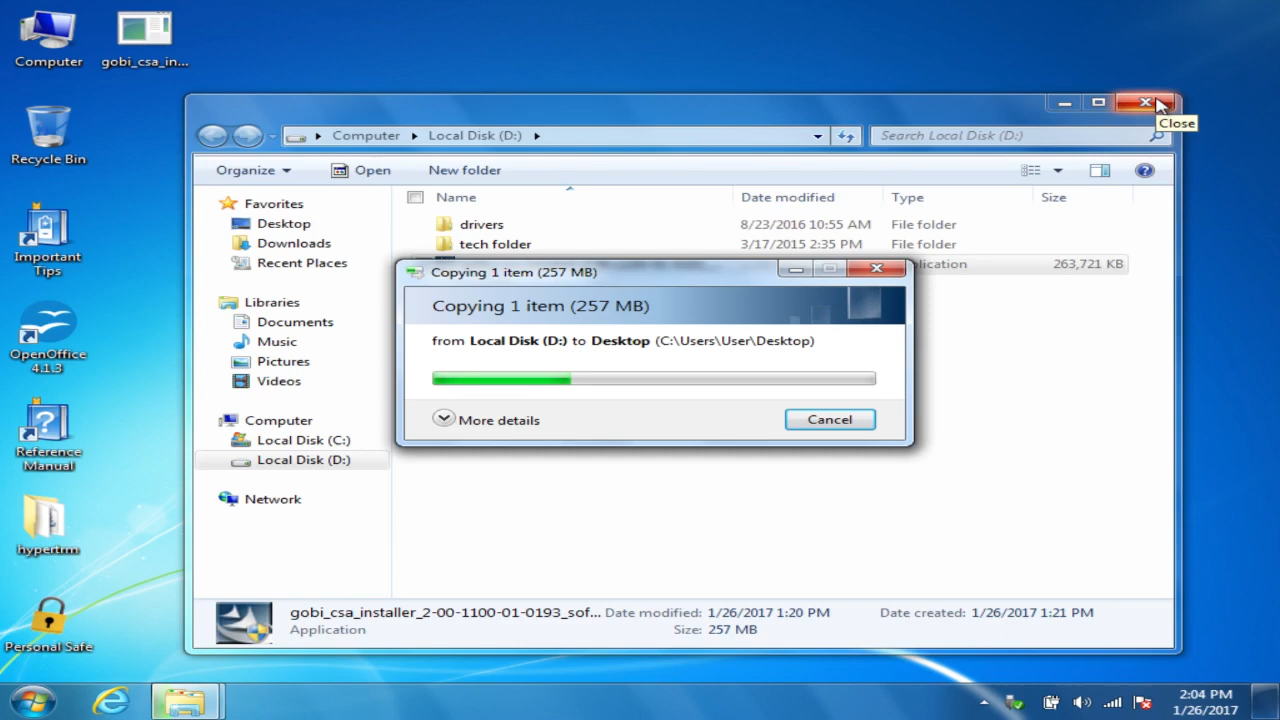 Computer
gobi_csa_in...
Recycle Bin
Important
Tips
OpenOffice
4.1.3
Reference
Manual
hypertrm
Personal Safe
Close
Computer
Local Disk (D:)
Search Local Disk (D:)
Organize
Open
New folder
Favorites
Desktop
Downloads
Recent Places
Libraries
Documents
Music
Pictures
Videos
Computer
Local Disk (C:)
Local Disk (D:)
Network
Name Date modified Type Size
drivers 8/23/2016 10:55 AM File folder
tech folder 3/17/2015 2:35 PM File folder
263,721 KB
Copying 1 item (257 MB)
Copying 1 item (257 MB)
from Local Disk (D:) to Desktop (C:\Users\User\Desktop)
More details
Cancel
gobi_csa_installer_2-00-1100-01-0193_sof... Date modified: 1/26/2017 1:20 PM Date created: 1/26/2017 1:21 PM
Application Size: 257 MB
2:04 PM
1/26/2017